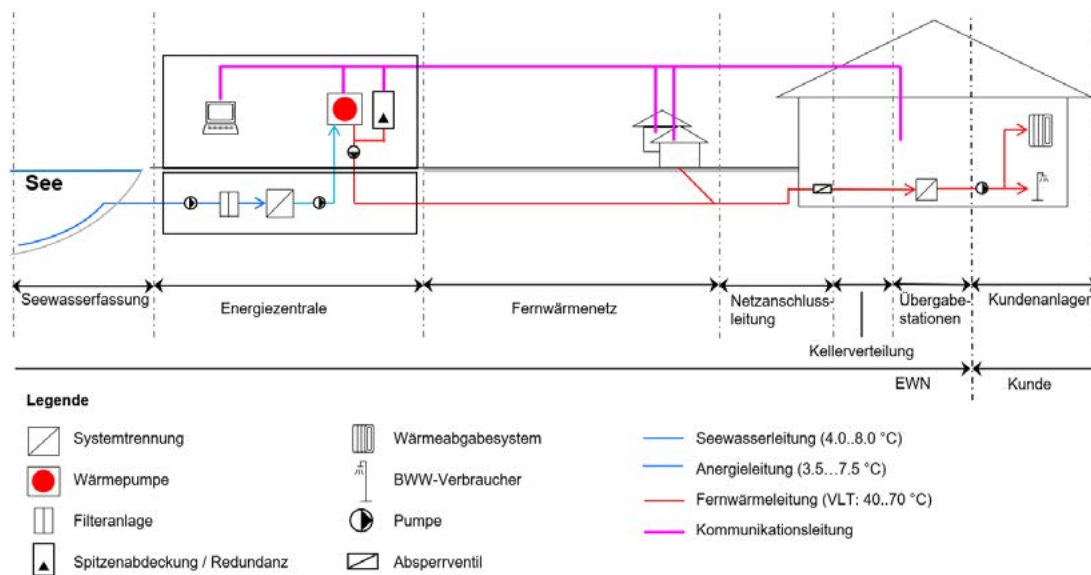 See
Seewasserfassung
Energiezentrale
Fernwärmenetz
Netzanschluss-
leitung
Übergabe-
stationen
Kundenanlagen
Kellerverteilung
EWN
Kunde
Legende
Systemtrennung
Wärmepumpe
Filteranlage
Spitzenabdeckung / Redundanz
Wärmeabgabesystem
BWW-Verbraucher
Pumpe
Absperrventil
Seewasserleitung (4.0..8.0 °C)
Anergieleitung (3.5…7.5 °C)
Fernwärmeleitung (VLT: 40..70 °C)
Kommunikationsleitung